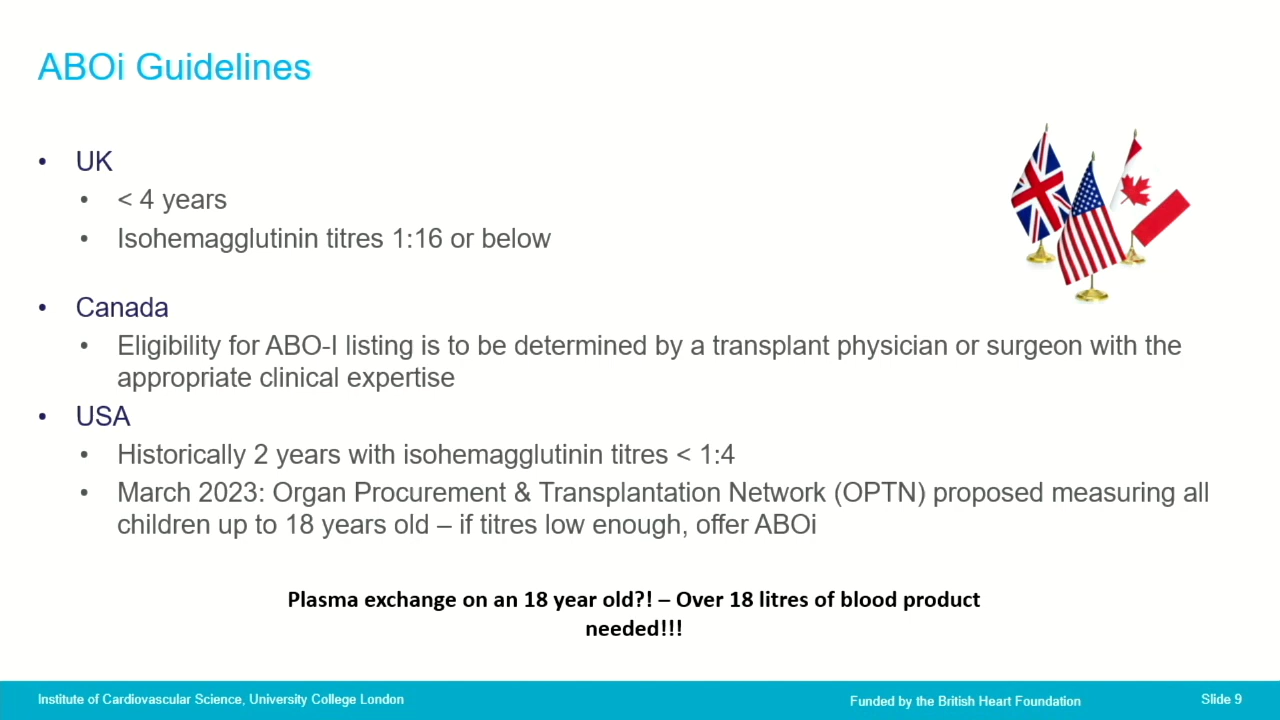 ABOi Guidelines
• UK
• < 4 years
• Isohemagglutinin titres 1:16 or below
• Canada
• Eligibility for ABO-I listing is to be determined by a transplant physician or surgeon with the
appropriate clinical expertise
• USA
• Historically 2 years with isohemagglutinin titres < 1:4
• March 2023: Organ Procurement & Transplantation Network (OPTN) proposed measuring all
children up to 18 years old – if titres low enough, offer ABOi
Plasma exchange on an 18 year old?! – Over 18 litres of blood product
needed!!!
Institute of Cardiovascular Science, University College London
Funded by the British Heart Foundation
Slide 9